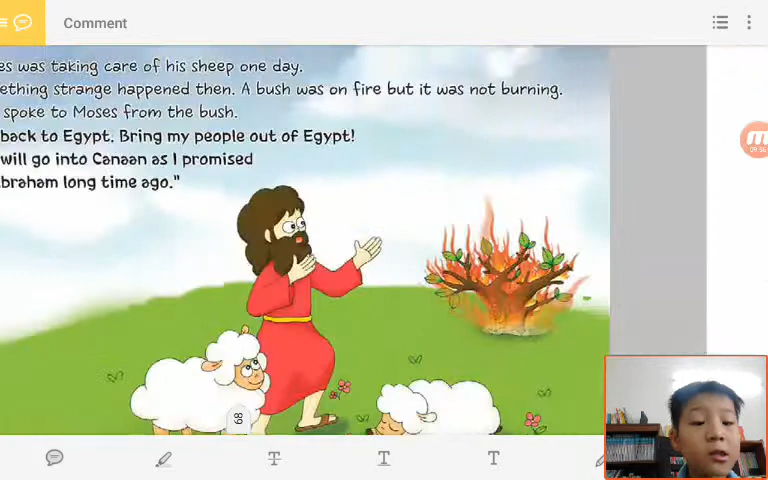 Comment
es was taking care of his sheep one day.
ething strange happened then. A bush was on fire but it was not burning.
spoke to Moses from the bush.
back to Egypt. Bring my people out of Egypt!
will go into Canaan as I promised
braham long time ago."
68